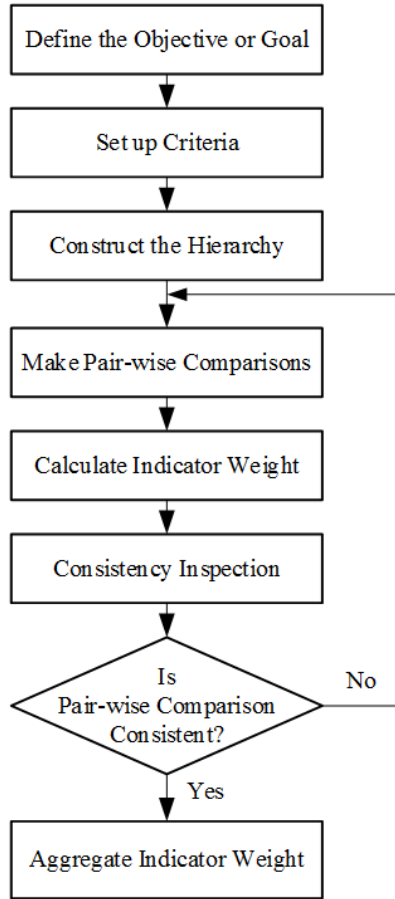 Define the Objective or Goal
Set up Criteria
Construct the Hierarchy
Make Pair-wise Comparisons
Calculate Indicator Weight
Consistency Inspection
Is
Pair-wise Comparison
Consistent?
No
Yes
Aggregate Indicator Weight